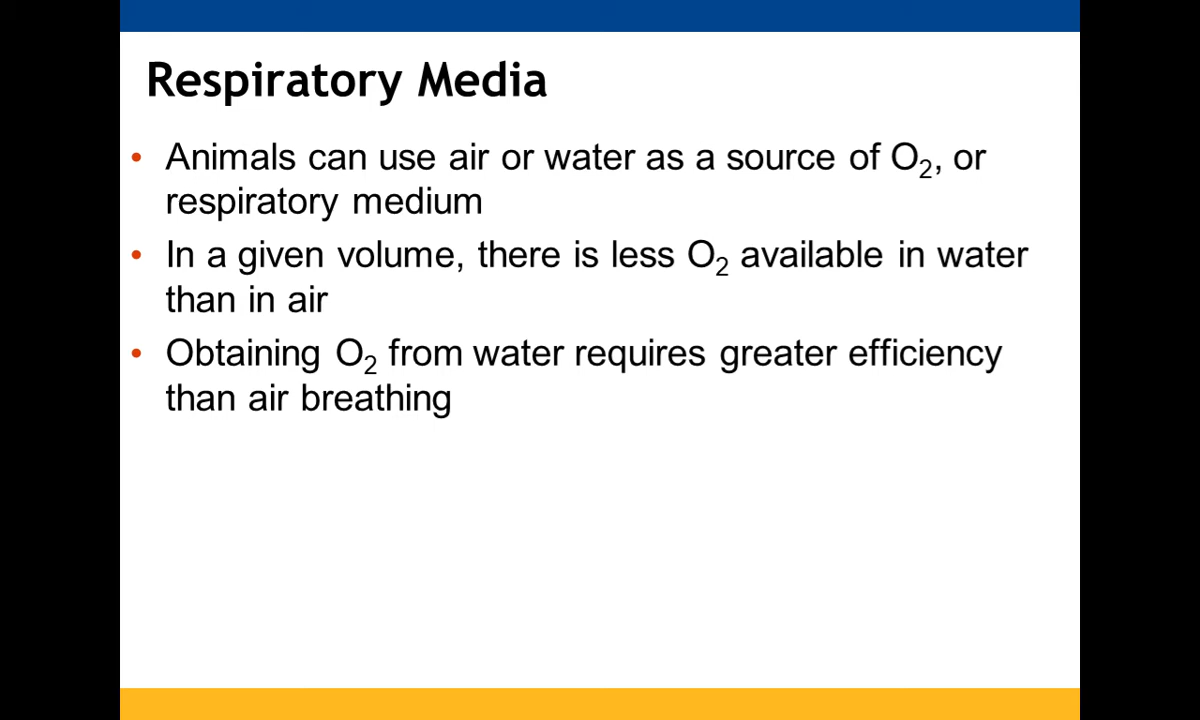 Respiratory Media
• Animals can use air or water as a source of O₂, or
respiratory medium
• In a given volume, there is less O₂ available in water
than in air
• Obtaining O₂ from water requires greater efficiency
than air breathing